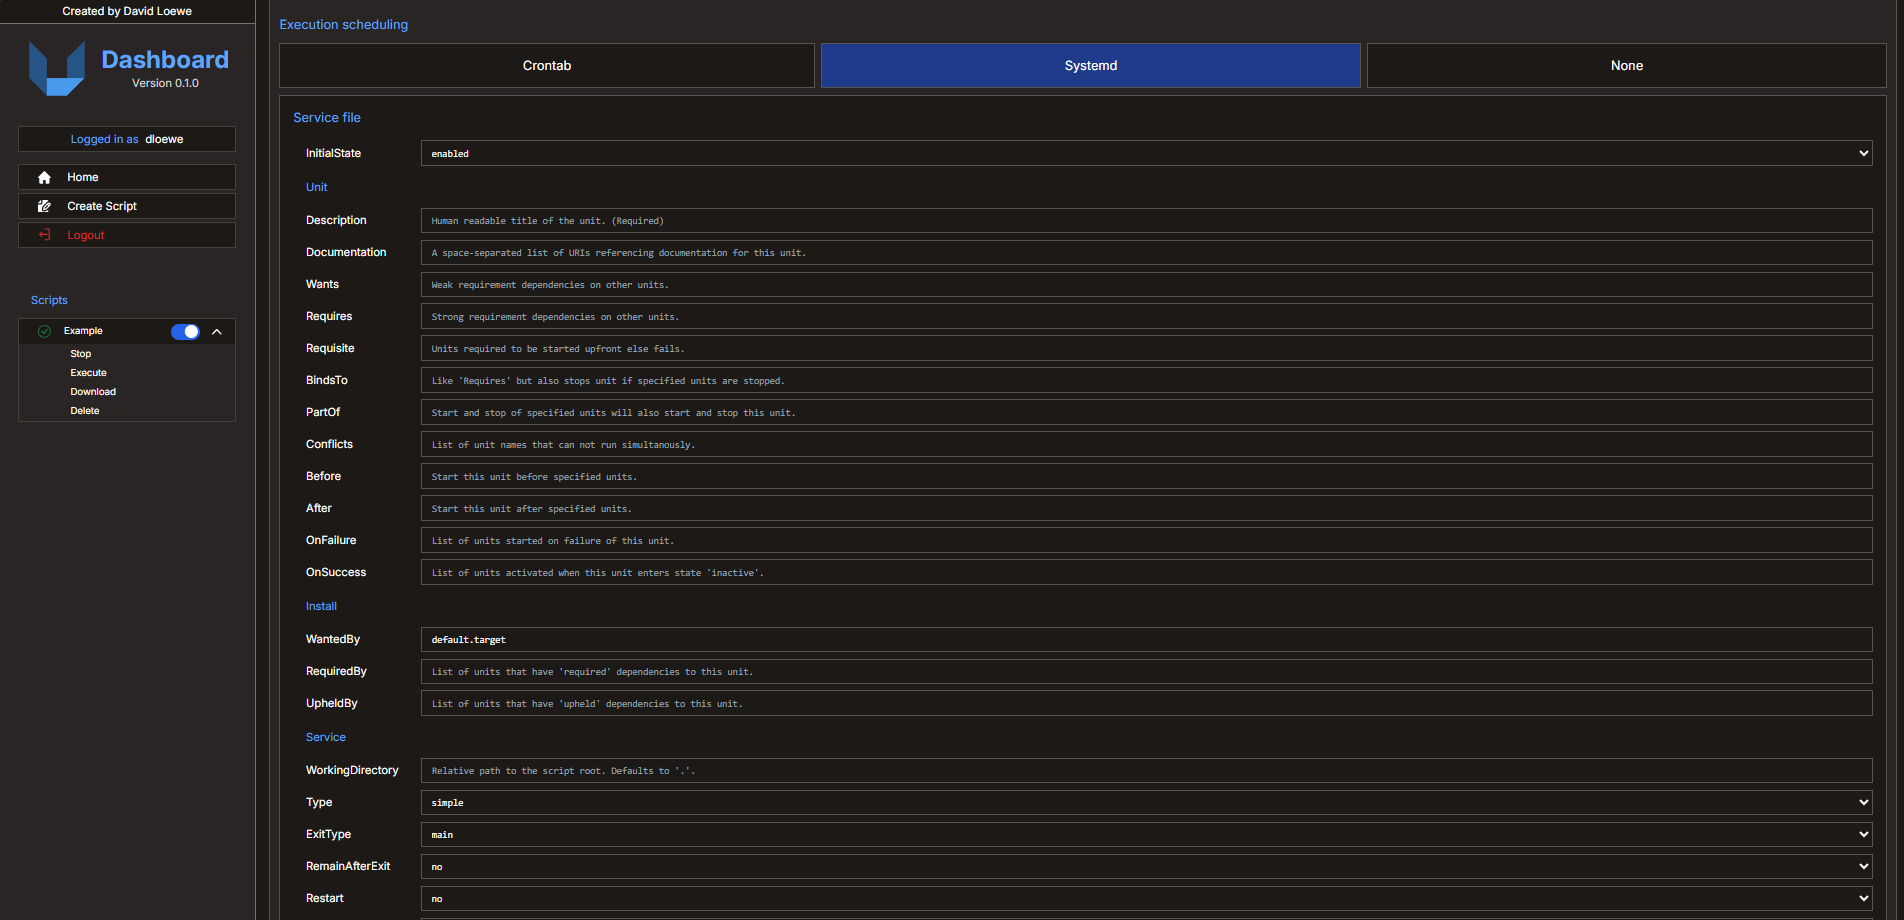 Created by David Loewe
Dashboard
Version 0.1.0
Logged in as dloewe
Home
Create Script
Logout
Scripts
Example
Stop
Execute
Download
Delete
Execution scheduling
Crontab
Systemd
None
Service file
InitialState enabled
Unit
Description Human readable title of the unit. (Required)
Documentation A space-separated list of URIs referencing documentation for this unit.
Wants Weak requirement dependencies on other units.
Requires Strong requirement dependencies on other units.
Requisite Units required to be started upfront else fails.
BindsTo Like 'Requires' but also stops unit if specified units are stopped.
PartOf Start and stop of specified units will also start and stop this unit.
Conflicts List of unit names that can not run simultanously.
Before Start this unit before specified units.
After Start this unit after specified units.
OnFailure List of units started on failure of this unit.
OnSuccess List of units activated when this unit enters state 'inactive'.
Install
WantedBy default.target
RequiredBy List of units that have 'required' dependencies to this unit.
UpheldBy List of units that have 'upheld' dependencies to this unit.
Service
WorkingDirectory Relative path to the script root. Defaults to '.'.
Type simple
ExitType main
RemainAfterExit no
Restart no